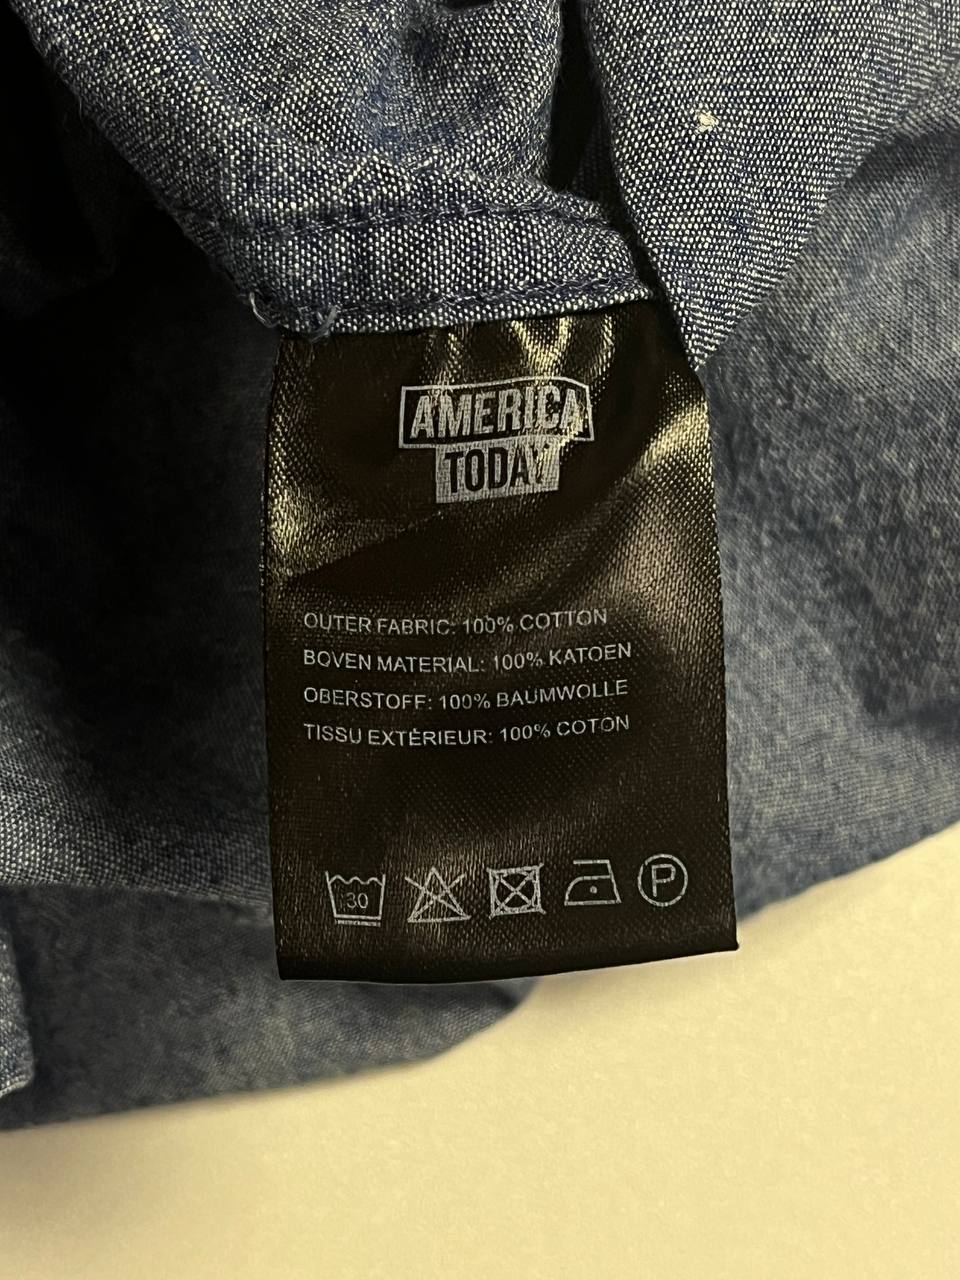 AMERICA
TODAY
OUTER FABRIC: 100% COTTON
BOVEN MATERIAL: 100% KATOEN
OBERSTOFF: 100% BAUMWOLLE
TISSU EXTÉRIEUR: 100% COTON
30 P